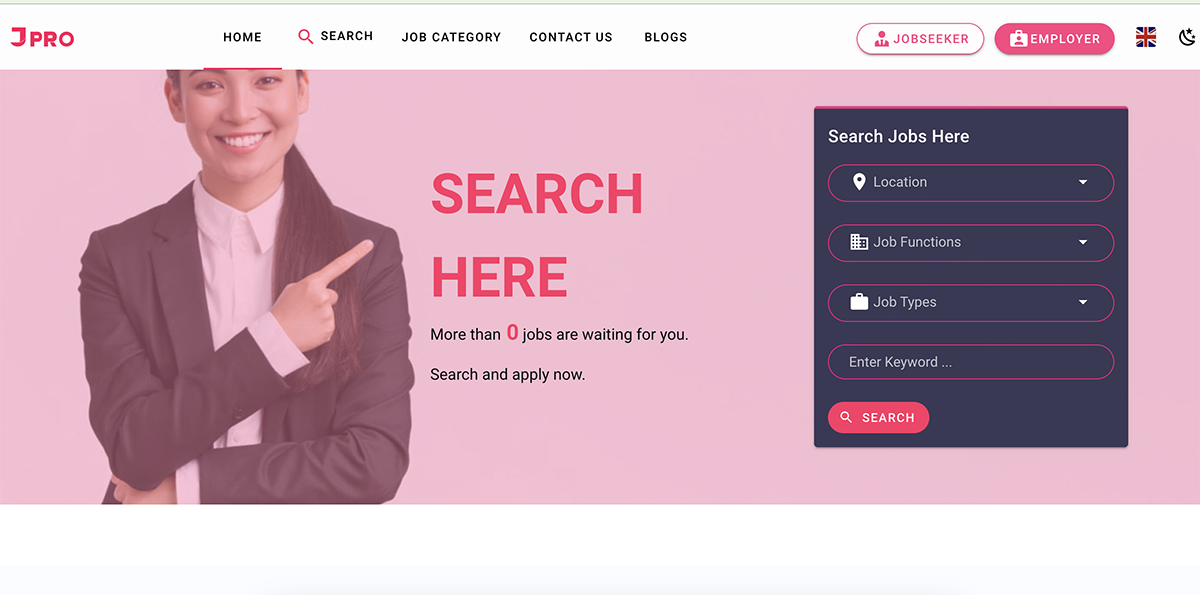 JPRO
HOME
SEARCH
JOB CATEGORY
CONTACT US
BLOGS
JOBSEEKER
EMPLOYER
SEARCH
HERE
More than 0 jobs are waiting for you.
Search and apply now.
Search Jobs Here
Location
Job Functions
Job Types
Enter Keyword ...
SEARCH